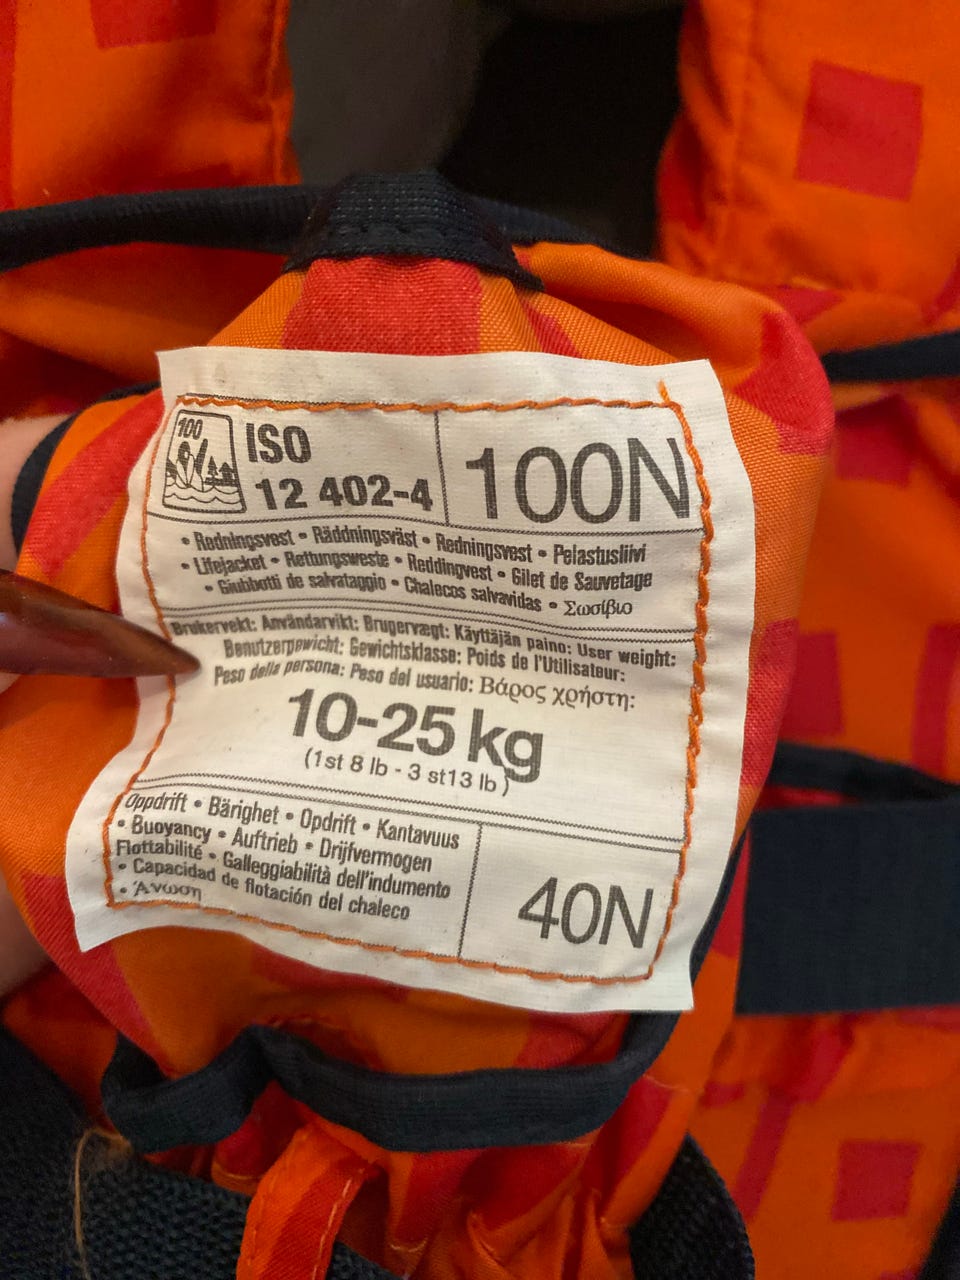 100
ISO
12 402-4
100N
• Redningsvest • Räddningsväst • Redningsvest • Pelastusliivi
• Lifejacket • Rettungsweste • Reddingvest • Gilet de Sauvetage
• Giubbotti de salvataggio • Chalecos salvavidas • Σωσίβιο
Brukervekt: Användarvikt: Brugervægt: Käyttäjän paino: User weight:
Benutzergewicht: Gewichtsklasse: Poids de l'Utilisateur:
Peso della persona: Peso del usuario: Βάρος χρήστη:
10-25 kg
(1st 8 lb - 3 st13 lb)
Oppdrift • Bärighet • Opdrift • Kantavuus
• Buoyancy • Auftrieb • Drijfvermogen
Flottabilité • Galleggiabilità dell'indumento
• Capacidad de flotación del chaleco
• Άνωση
40N